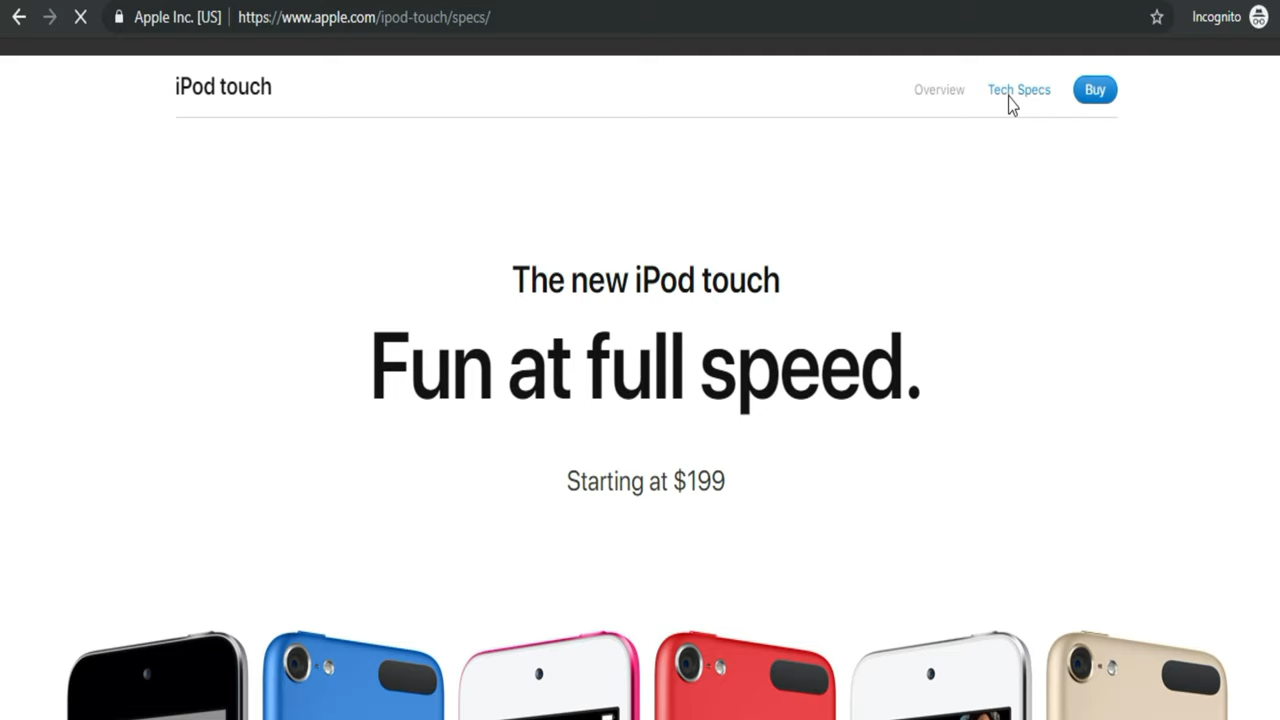 Apple Inc. [US] https://www.apple.com/ipod-touch/specs/ Incognito
iPod touch Overview Tech Specs Buy
The new iPod touch
Fun at full speed.
Starting at $199